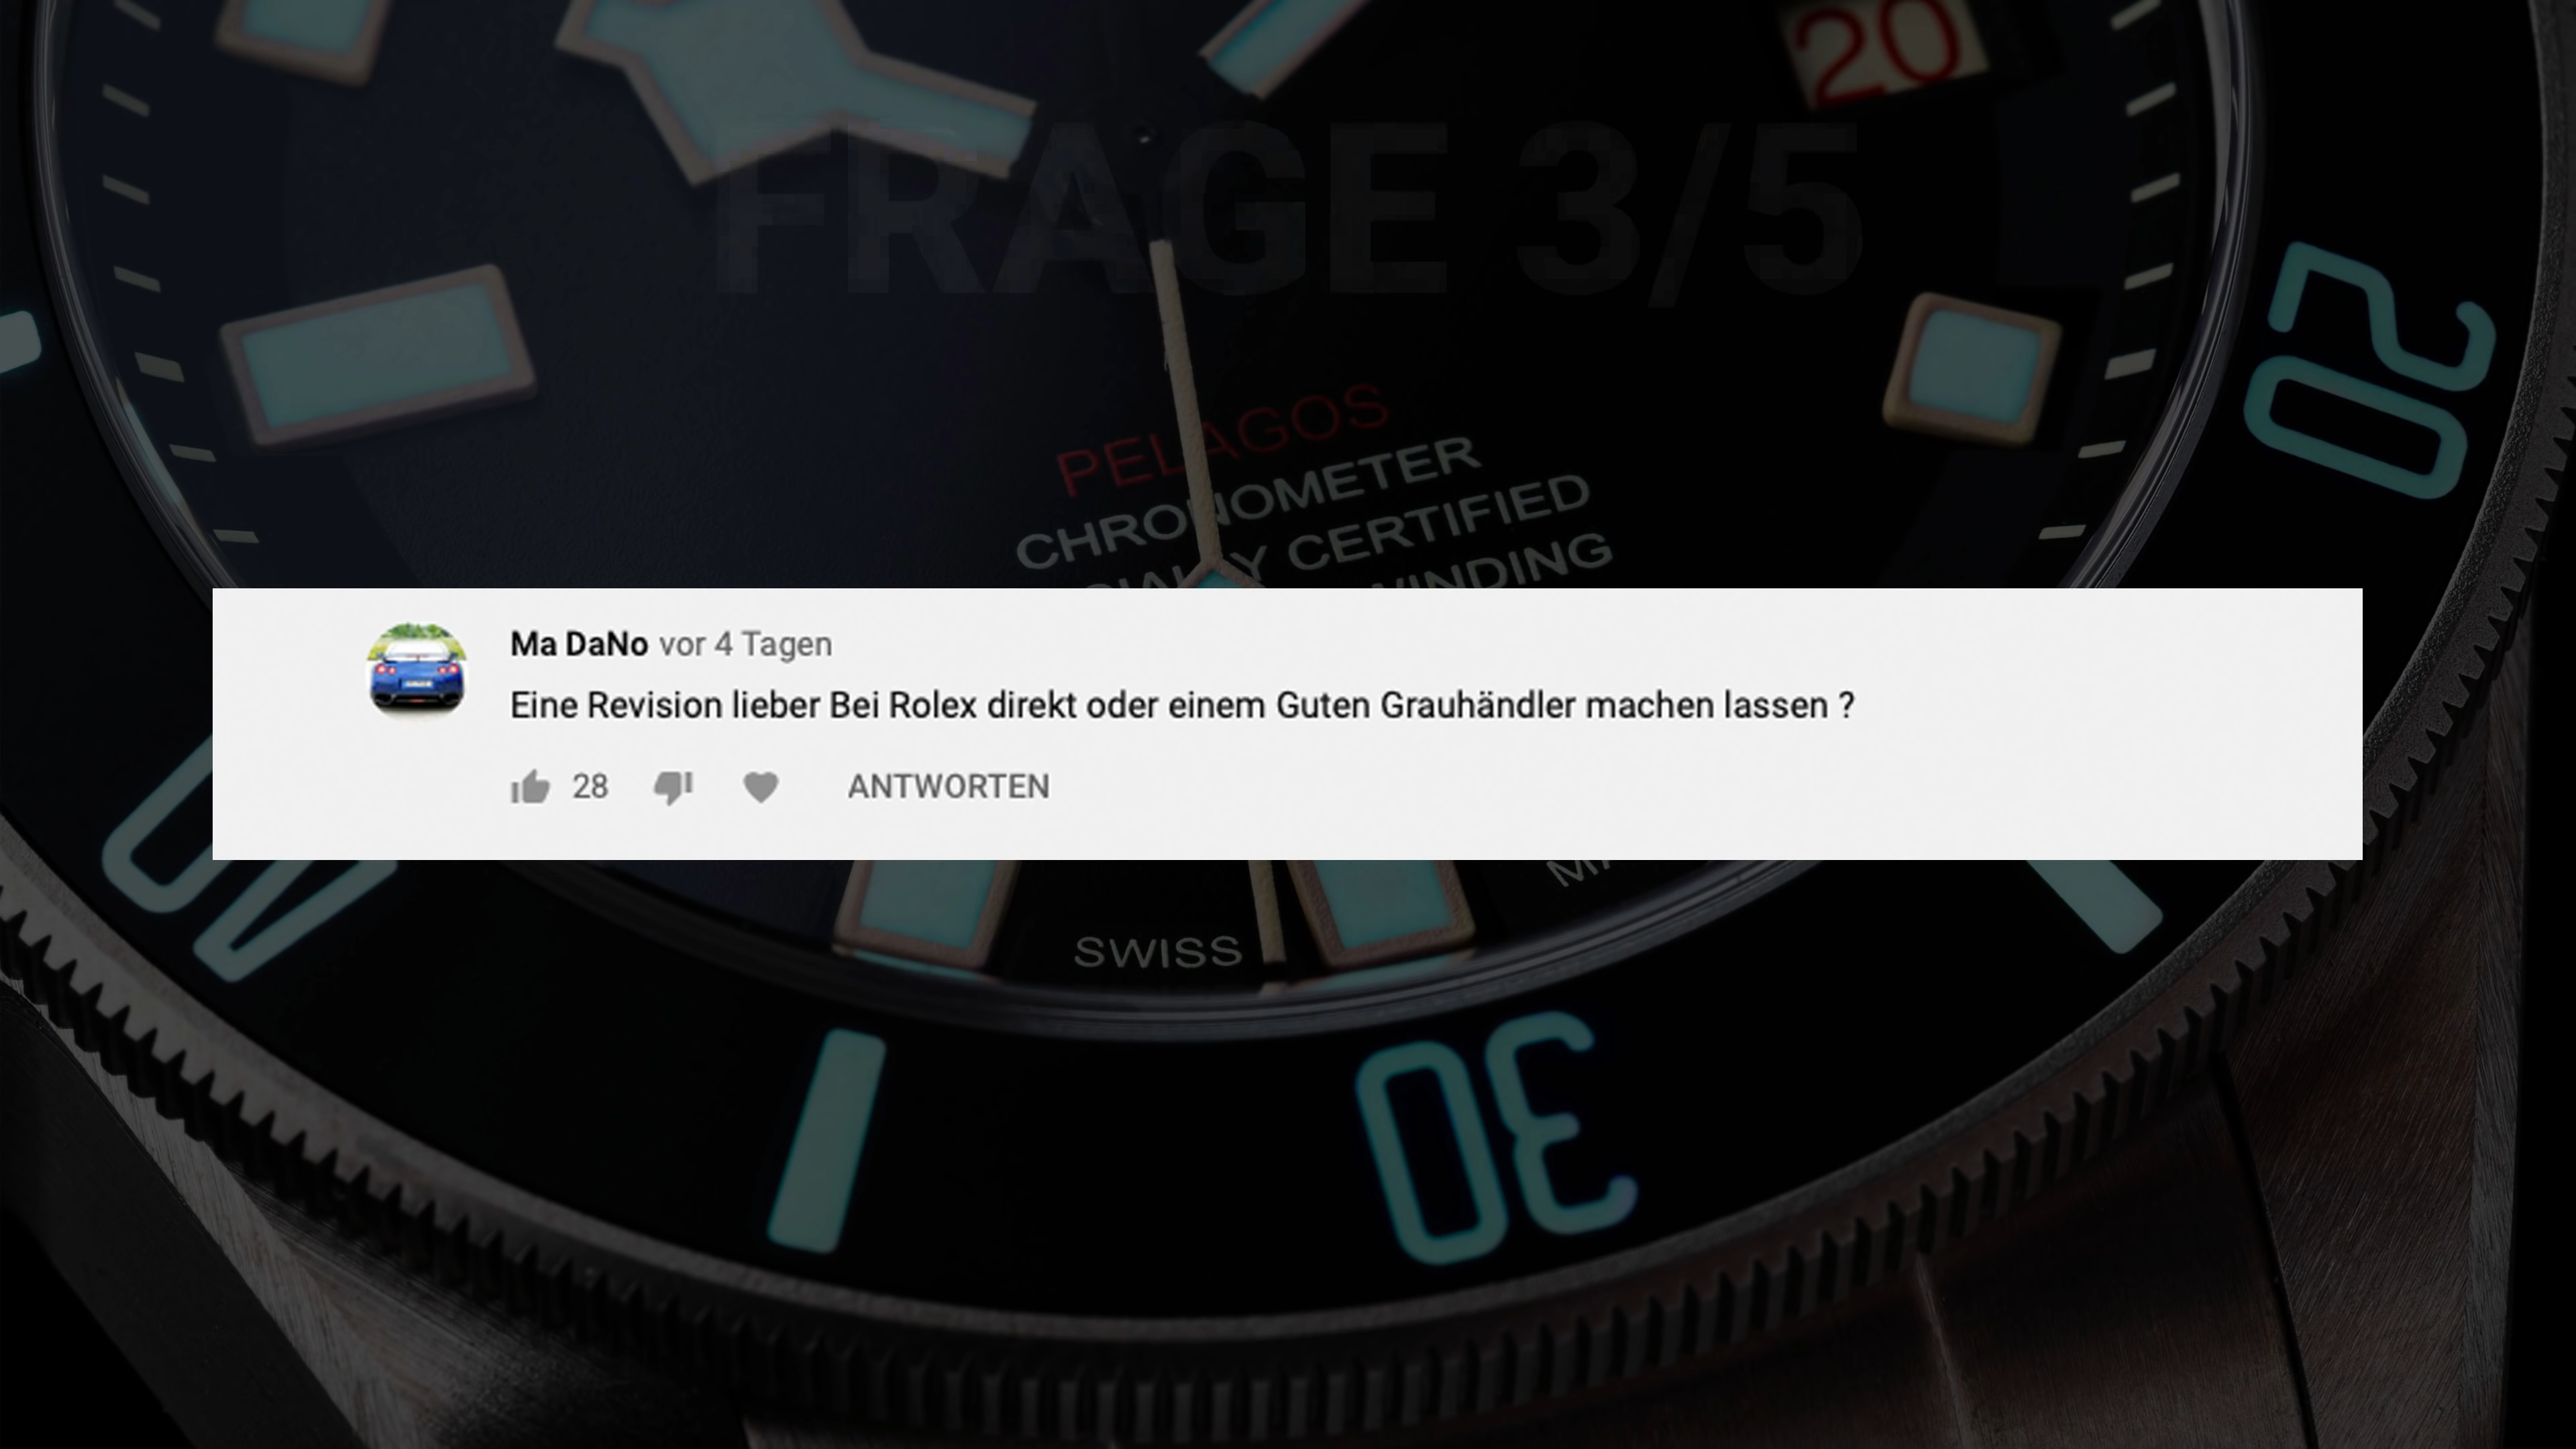 20
FRAGE 3/5
20
PELAGOS
CHRONOMETER
CERTIFIED
Ma DaNo vor 4 Tagen
Eine Revision lieber Bei Rolex direkt oder einem Guten Grauhändler machen lassen ?
28 ANTWORTEN
40
SWISS
30